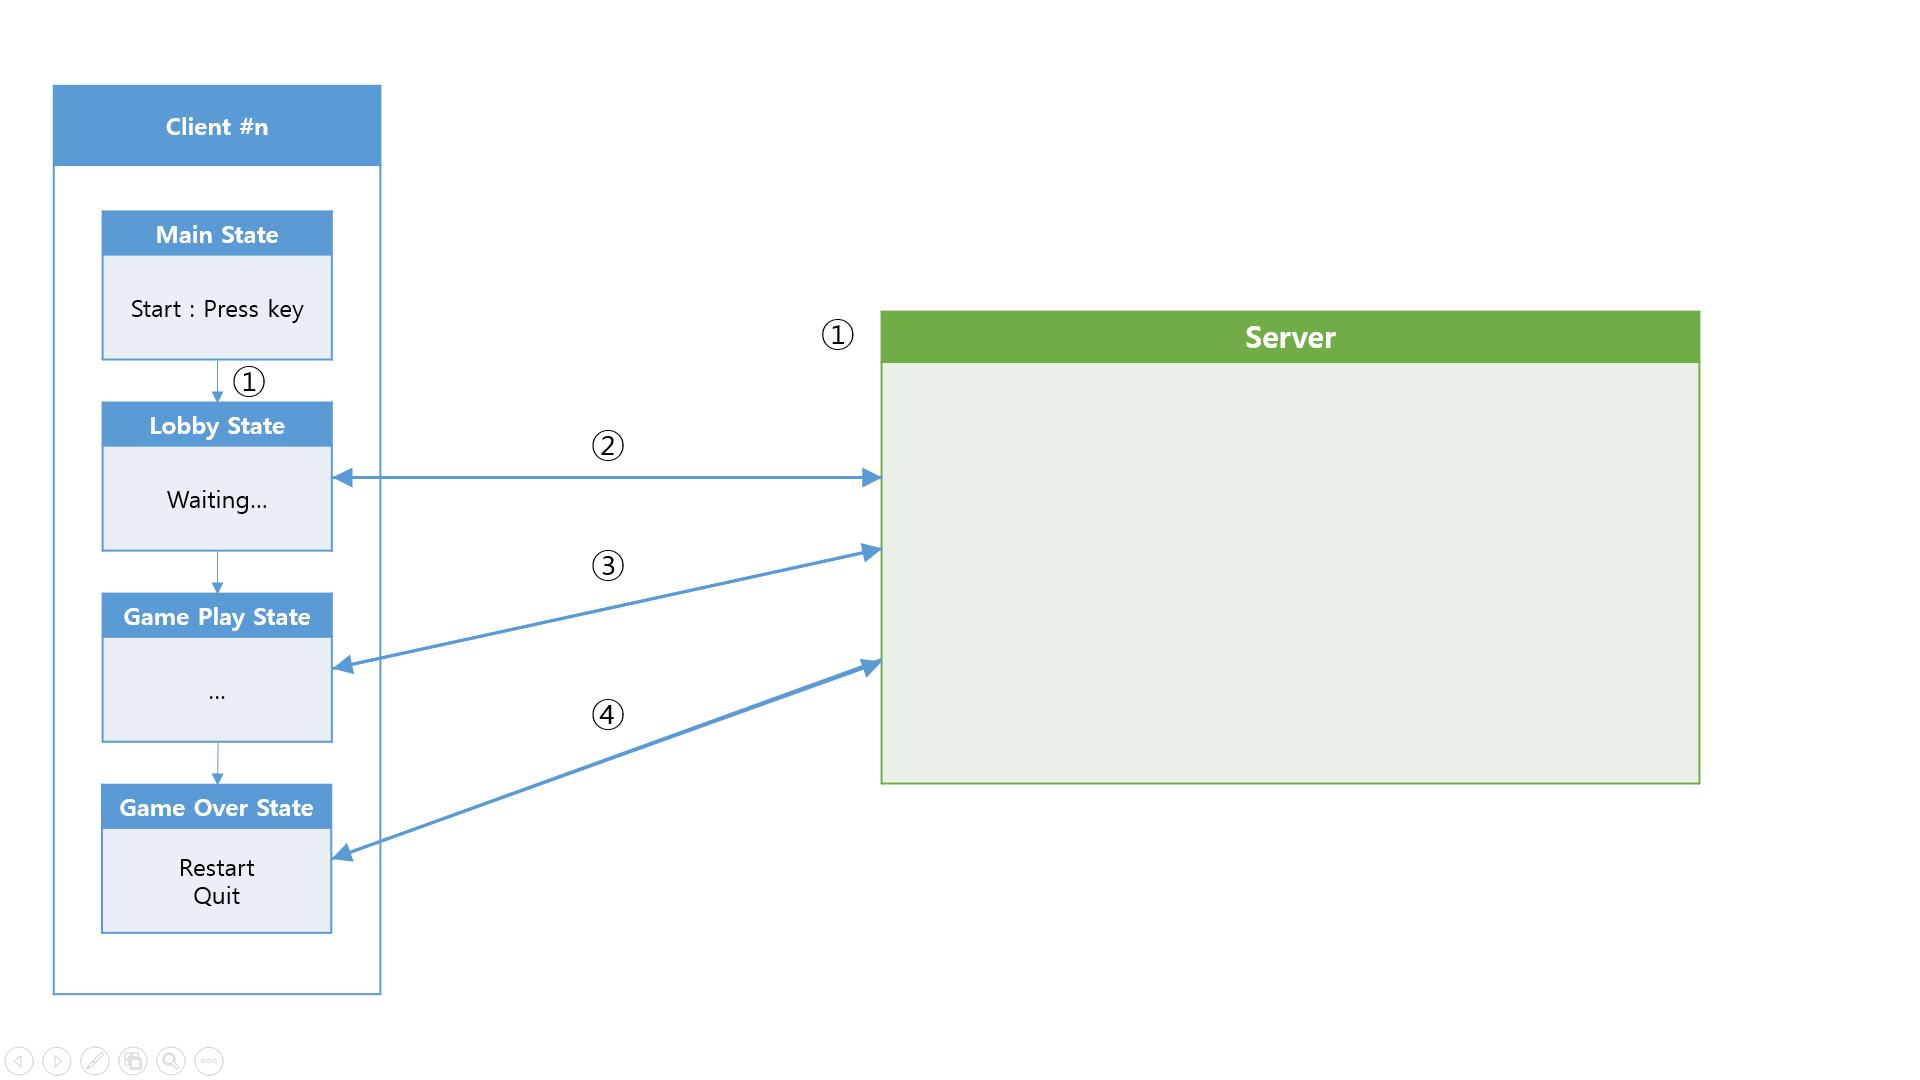 Client #n
Main State
Start : Press key
①
Lobby State
Waiting...
Game Play State
...
Game Over State
Restart
Quit
②
③
④
①
Server